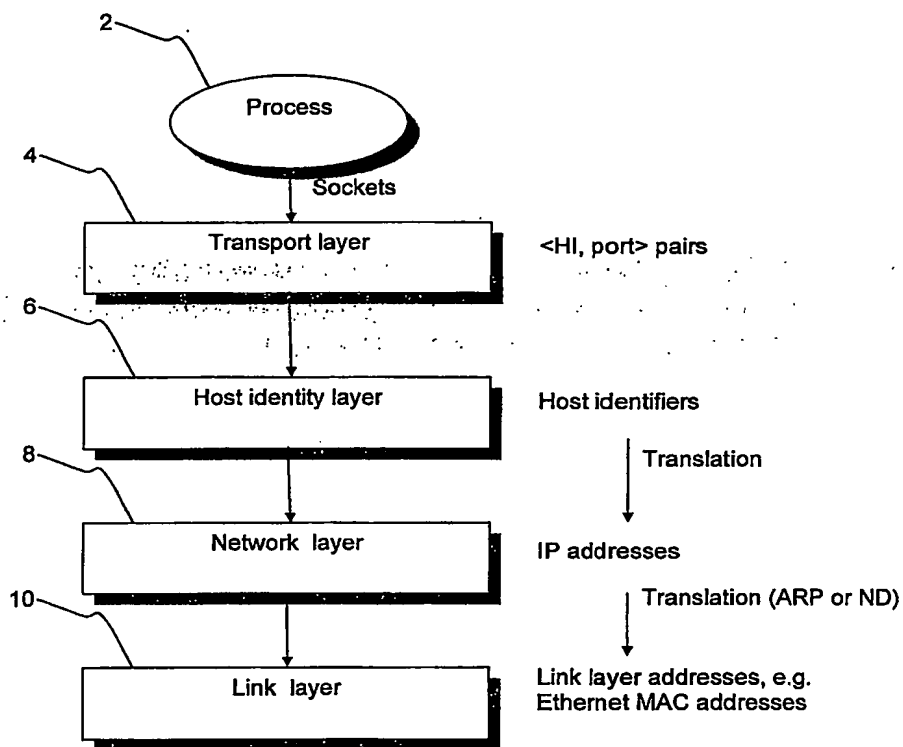 2
Process
4
Sockets
Transport layer
<HI, port> pairs
6
Host identity layer
Host identifiers
8
Translation
Network layer
IP addresses
10
Translation (ARP or ND)
Link layer
Link layer addresses, e.g.
Ethernet MAC addresses